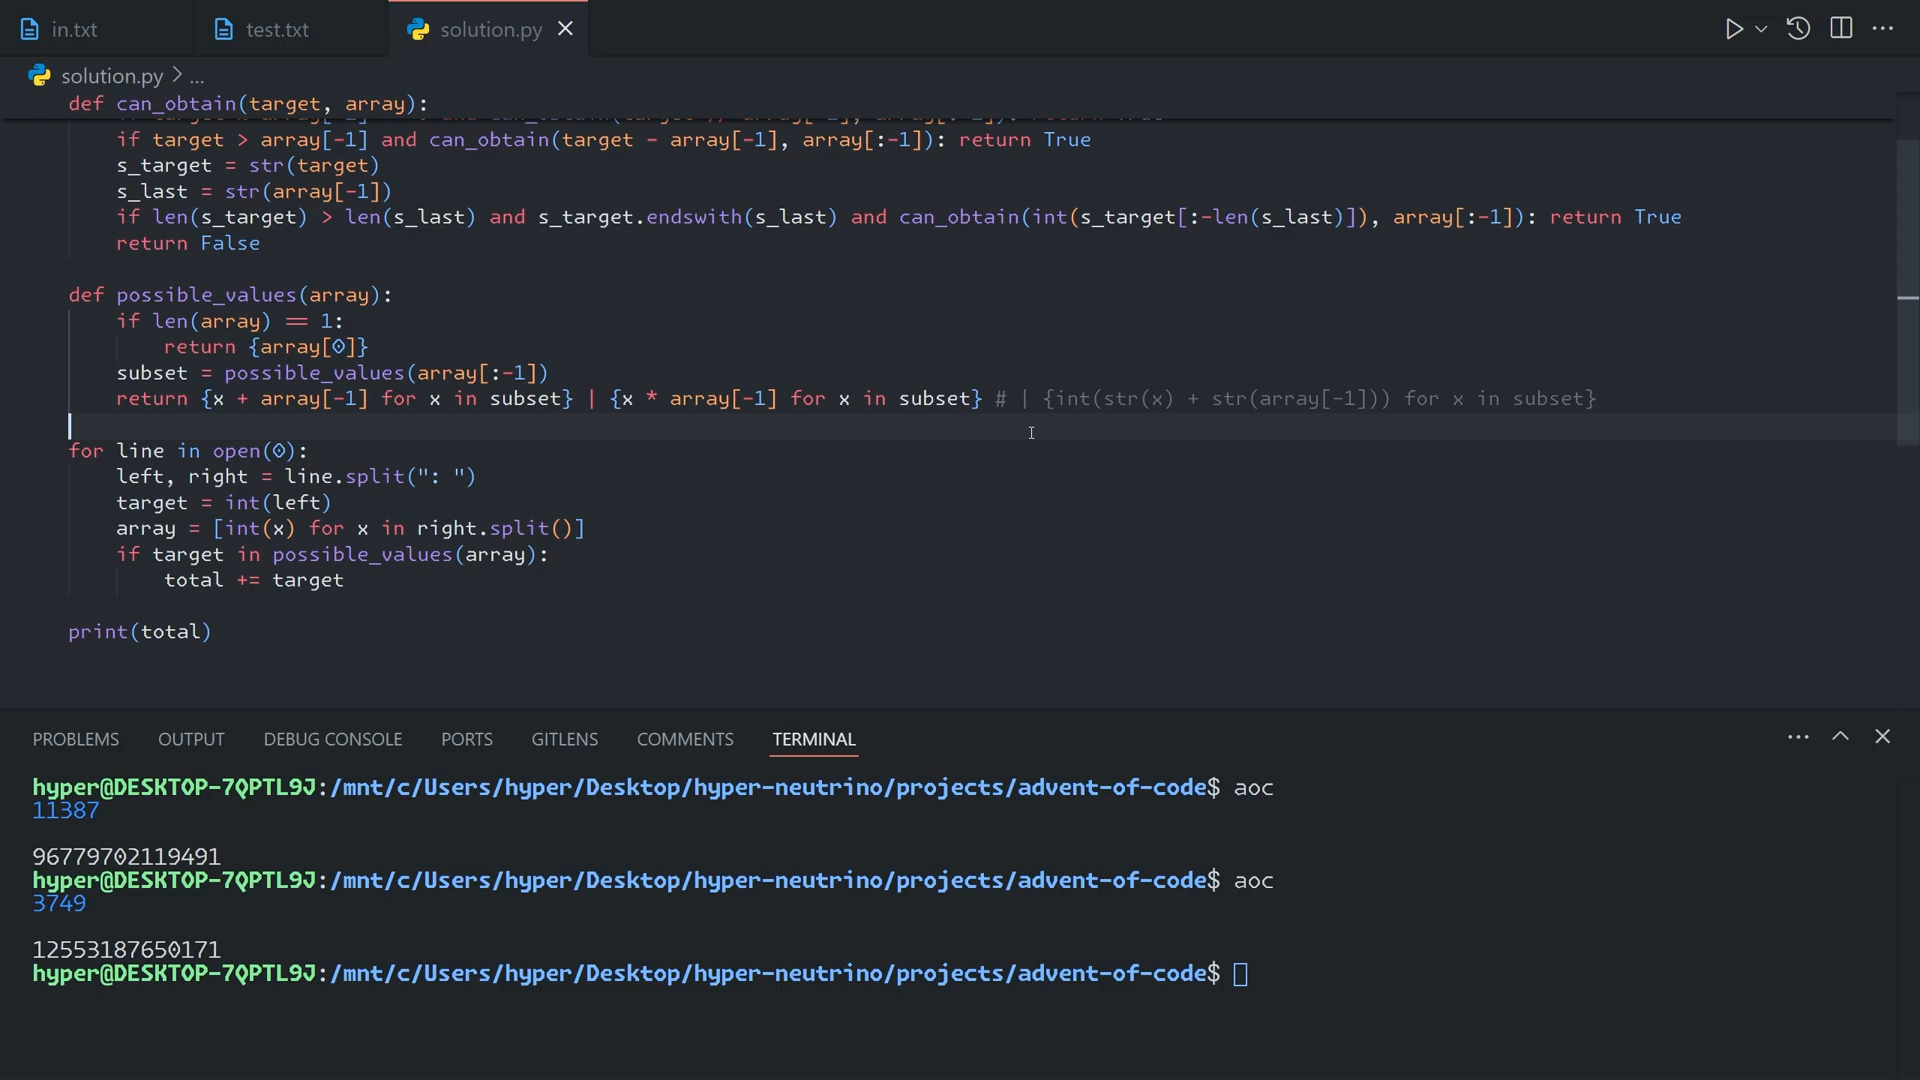 in.txt
test.txt
solution.py
solution.py > ...
def can_obtain(target, array):
if target > array[-1] and can_obtain(target - array[-1], array[:-1]): return True
s_target = str(target)
s_last = str(array[-1])
if len(s_target) > len(s_last) and s_target.endswith(s_last) and can_obtain(int(s_target[:-len(s_last)]), array[:-1]): return True
return False
def possible_values(array):
if len(array) == 1:
return {array[0]}
subset = possible_values(array[:-1])
return {x + array[-1] for x in subset} | {x * array[-1] for x in subset} # | {int(str(x) + str(array[-1])) for x in subset}
for line in open(0):
left, right = line.split(": ")
target = int(left)
array = [int(x) for x in right.split()]
if target in possible_values(array):
total += target
print(total)
PROBLEMS OUTPUT DEBUG CONSOLE PORTS GITLENS COMMENTS TERMINAL
hyper@DESKTOP-7QPTL9J:/mnt/c/Users/hyper/Desktop/hyper-neutrino/projects/advent-of-code$ aoc
11387
96779702119491
hyper@DESKTOP-7QPTL9J:/mnt/c/Users/hyper/Desktop/hyper-neutrino/projects/advent-of-code$ aoc
3749
12553187650171
hyper@DESKTOP-7QPTL9J:/mnt/c/Users/hyper/Desktop/hyper-neutrino/projects/advent-of-code$